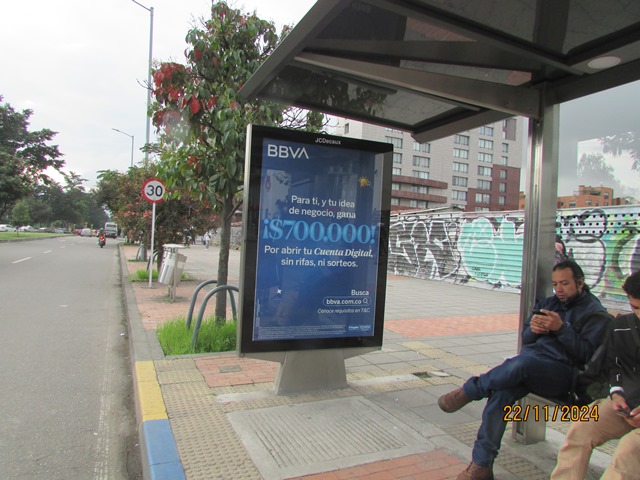 JCDecaux
BBVA
Para ti, y tu idea
de negocio, gana
¡$700.000!
Por abrir tu Cuenta Digital,
sin rifas, ni sorteos.
Busca
bbva.com.co
Conoce requisitos en T&C
30
22/11/2024